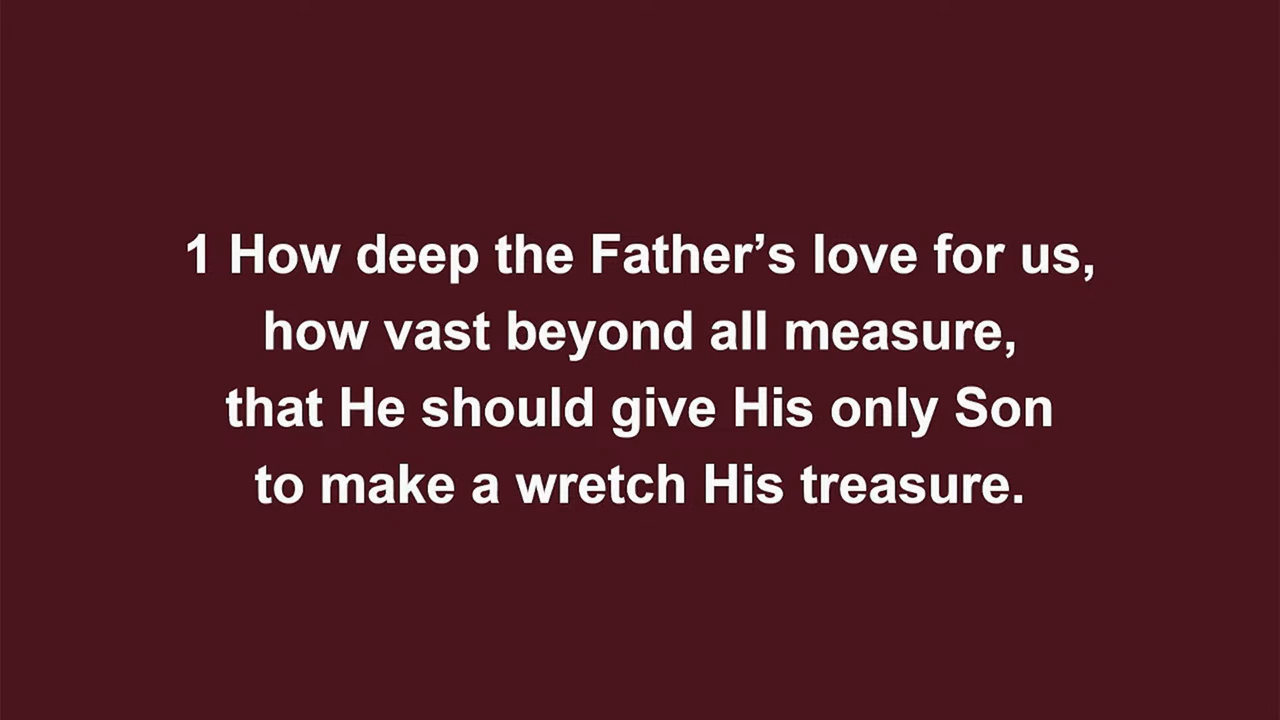 1 How deep the Father’s love for us,
how vast beyond all measure,
that He should give His only Son
to make a wretch His treasure.